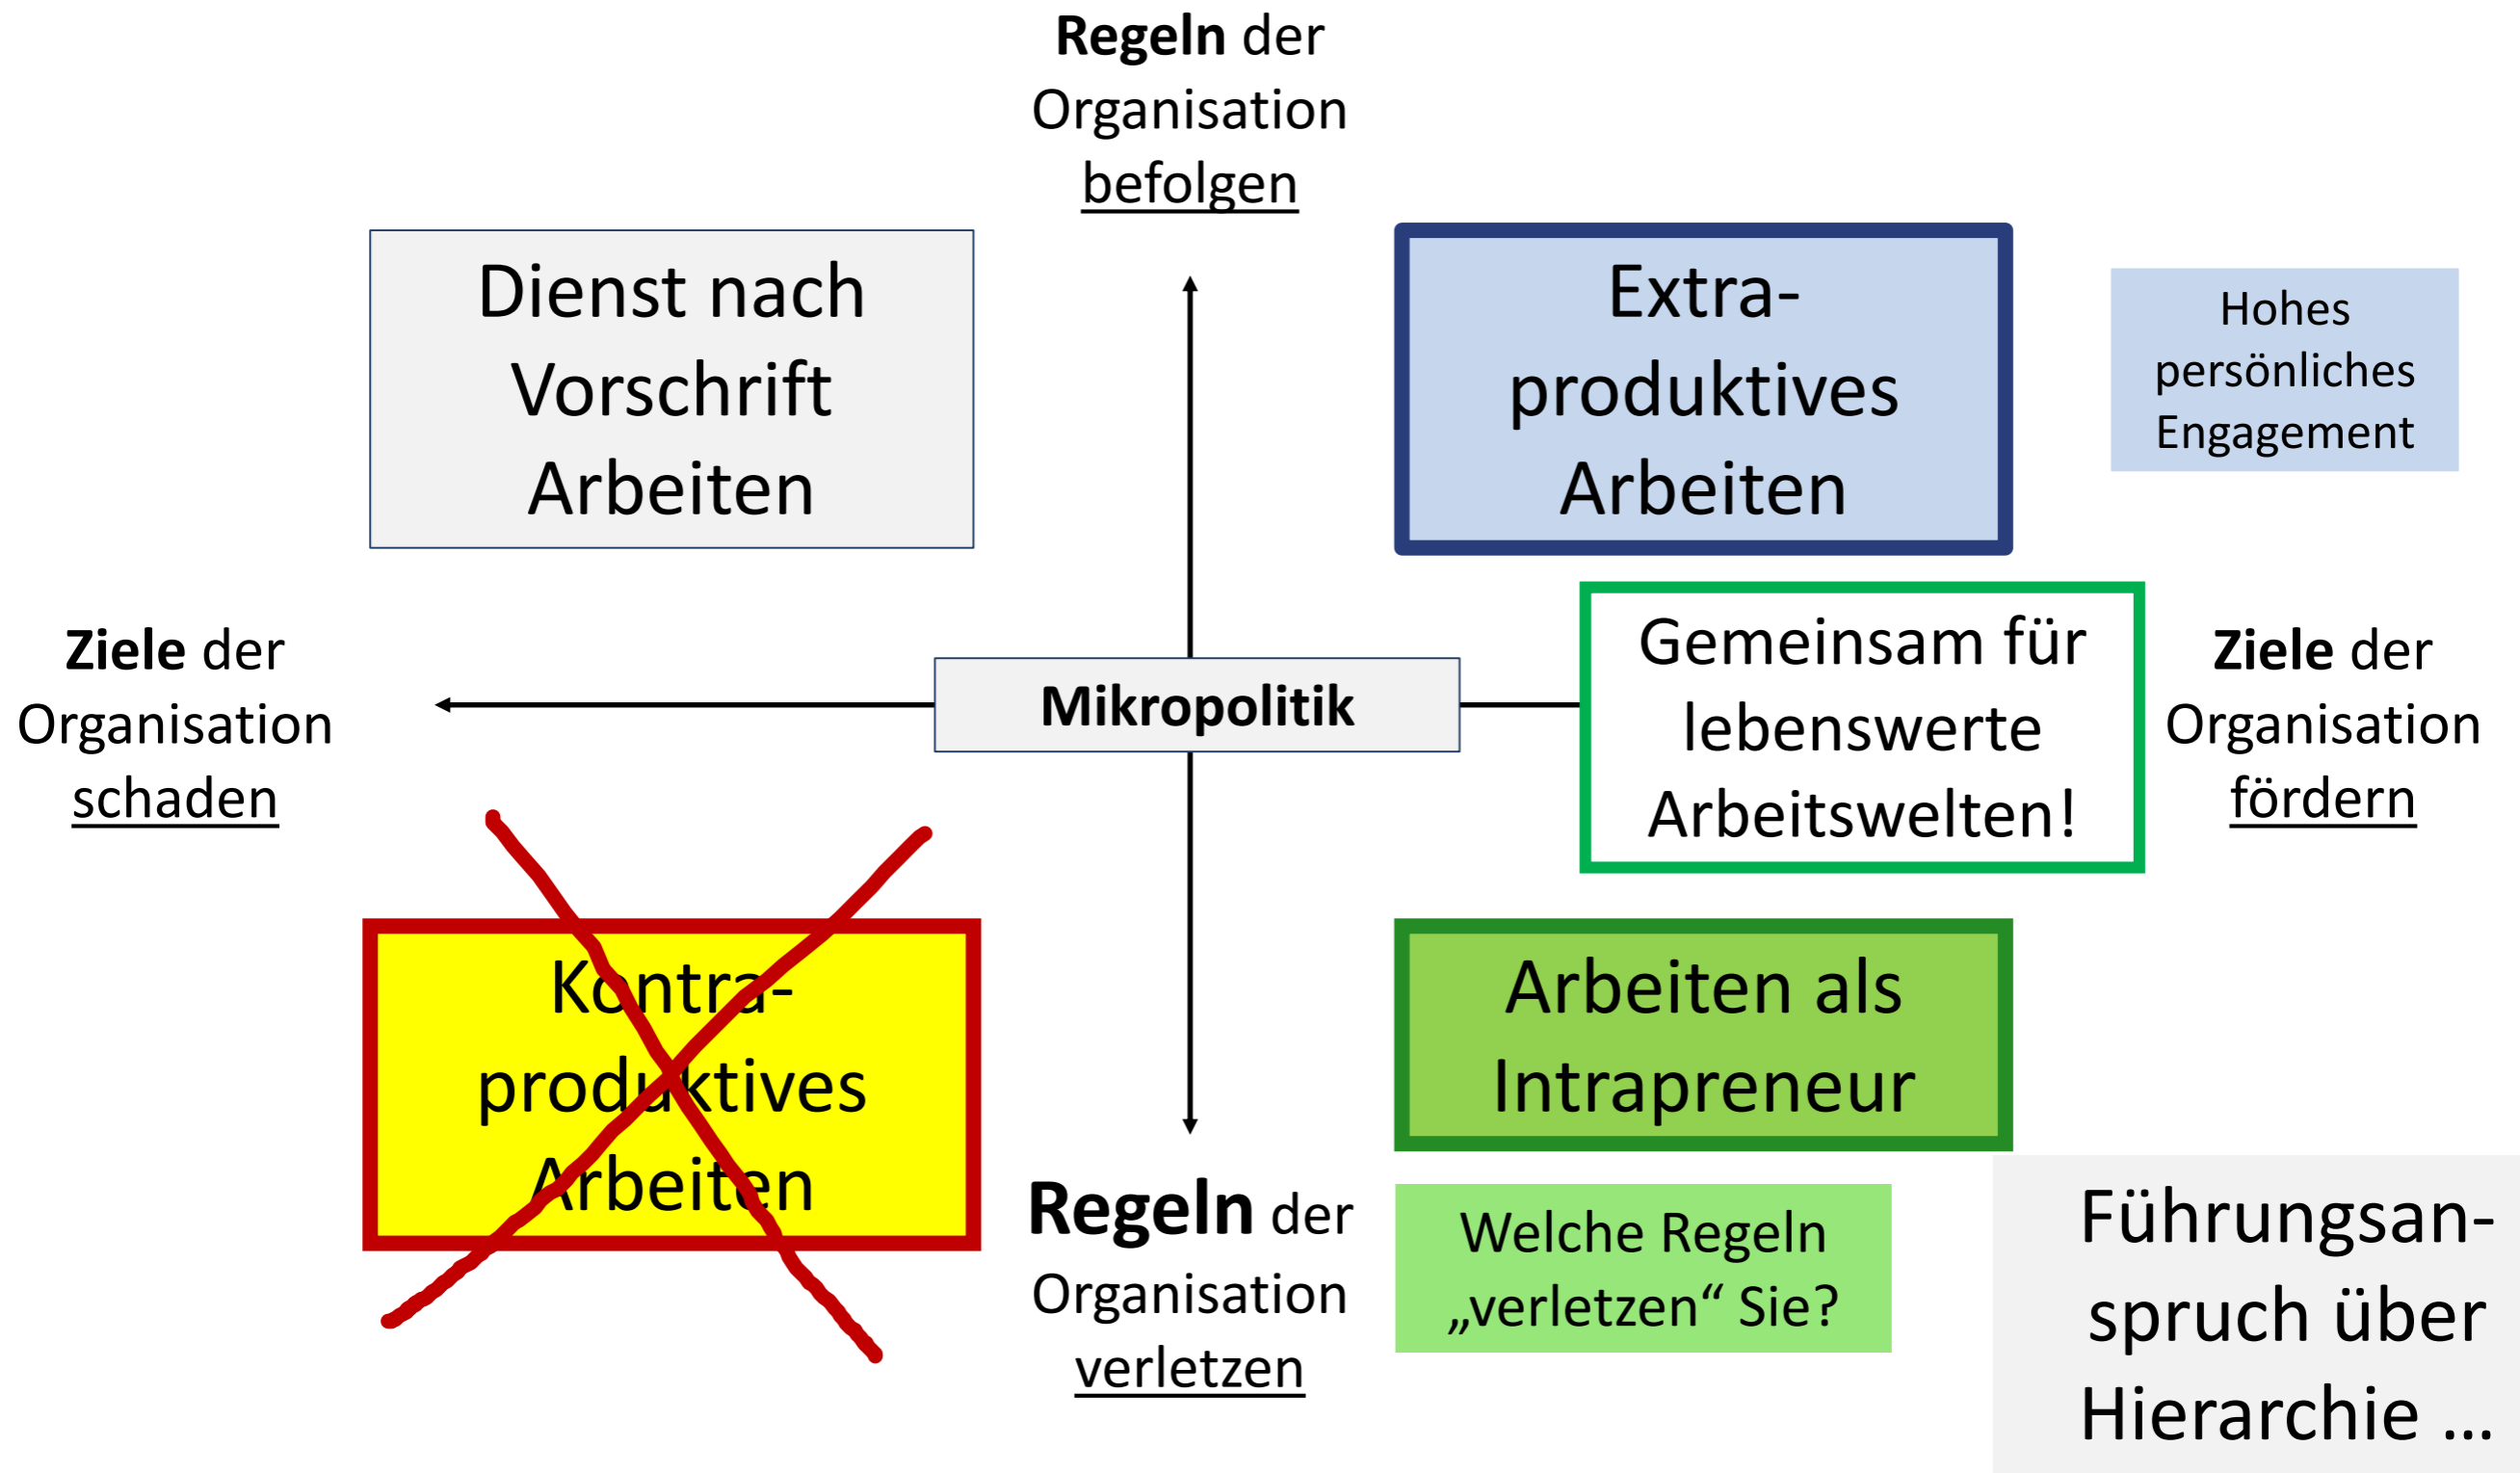 Regeln der
Organisation
befolgen
Dienst nach
Vorschrift
Arbeiten
Extra-
produktives
Arbeiten
Hohes
persönliches
Engagement
Ziele der
Organisation
schaden
Mikropolitik
Gemeinsam für
lebenswerte
Arbeitswelten!
Ziele der
Organisation
fördern
Kontra-
produktives
Arbeiten
Arbeiten als
Intrapreneur
Regeln der
Organisation
verletzen
Welche Regeln
„verletzen“ Sie?
Führungsan-
spruch über
Hierarchie ...